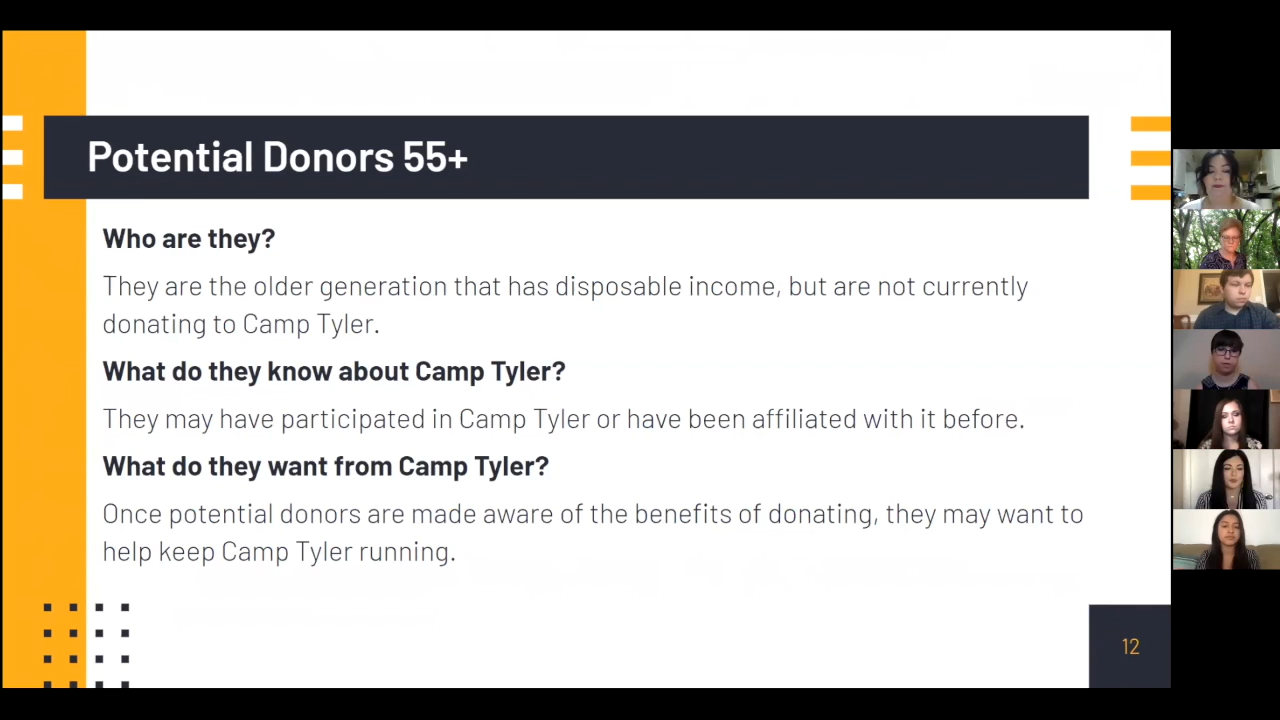 Potential Donors 55+
Who are they?
They are the older generation that has disposable income, but are not currently
donating to Camp Tyler.
What do they know about Camp Tyler?
They may have participated in Camp Tyler or have been affiliated with it before.
What do they want from Camp Tyler?
Once potential donors are made aware of the benefits of donating, they may want to
help keep Camp Tyler running.
12